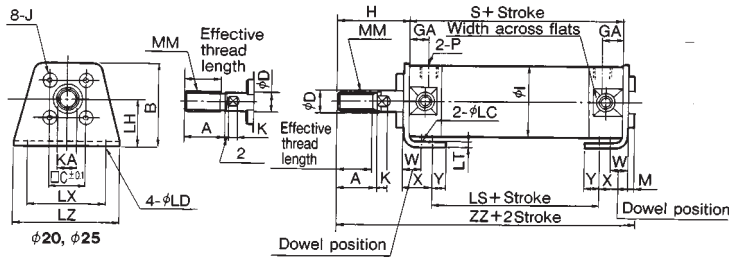 8-J
MM
Effective
thread
length
φD
A
K
2
B
LH
KA
□C±0.1
LX
LZ
4-φLD
φ20, φ25
H
S+Stroke
GA
GA
MM
2-P
Width across flats
φD
φI
2-φLC
Effective
thread
length
LT
W
W
A
K
X
Y
Y
X
M
LS+Stroke
ZZ+2Stroke
Dowel position
Dowel position